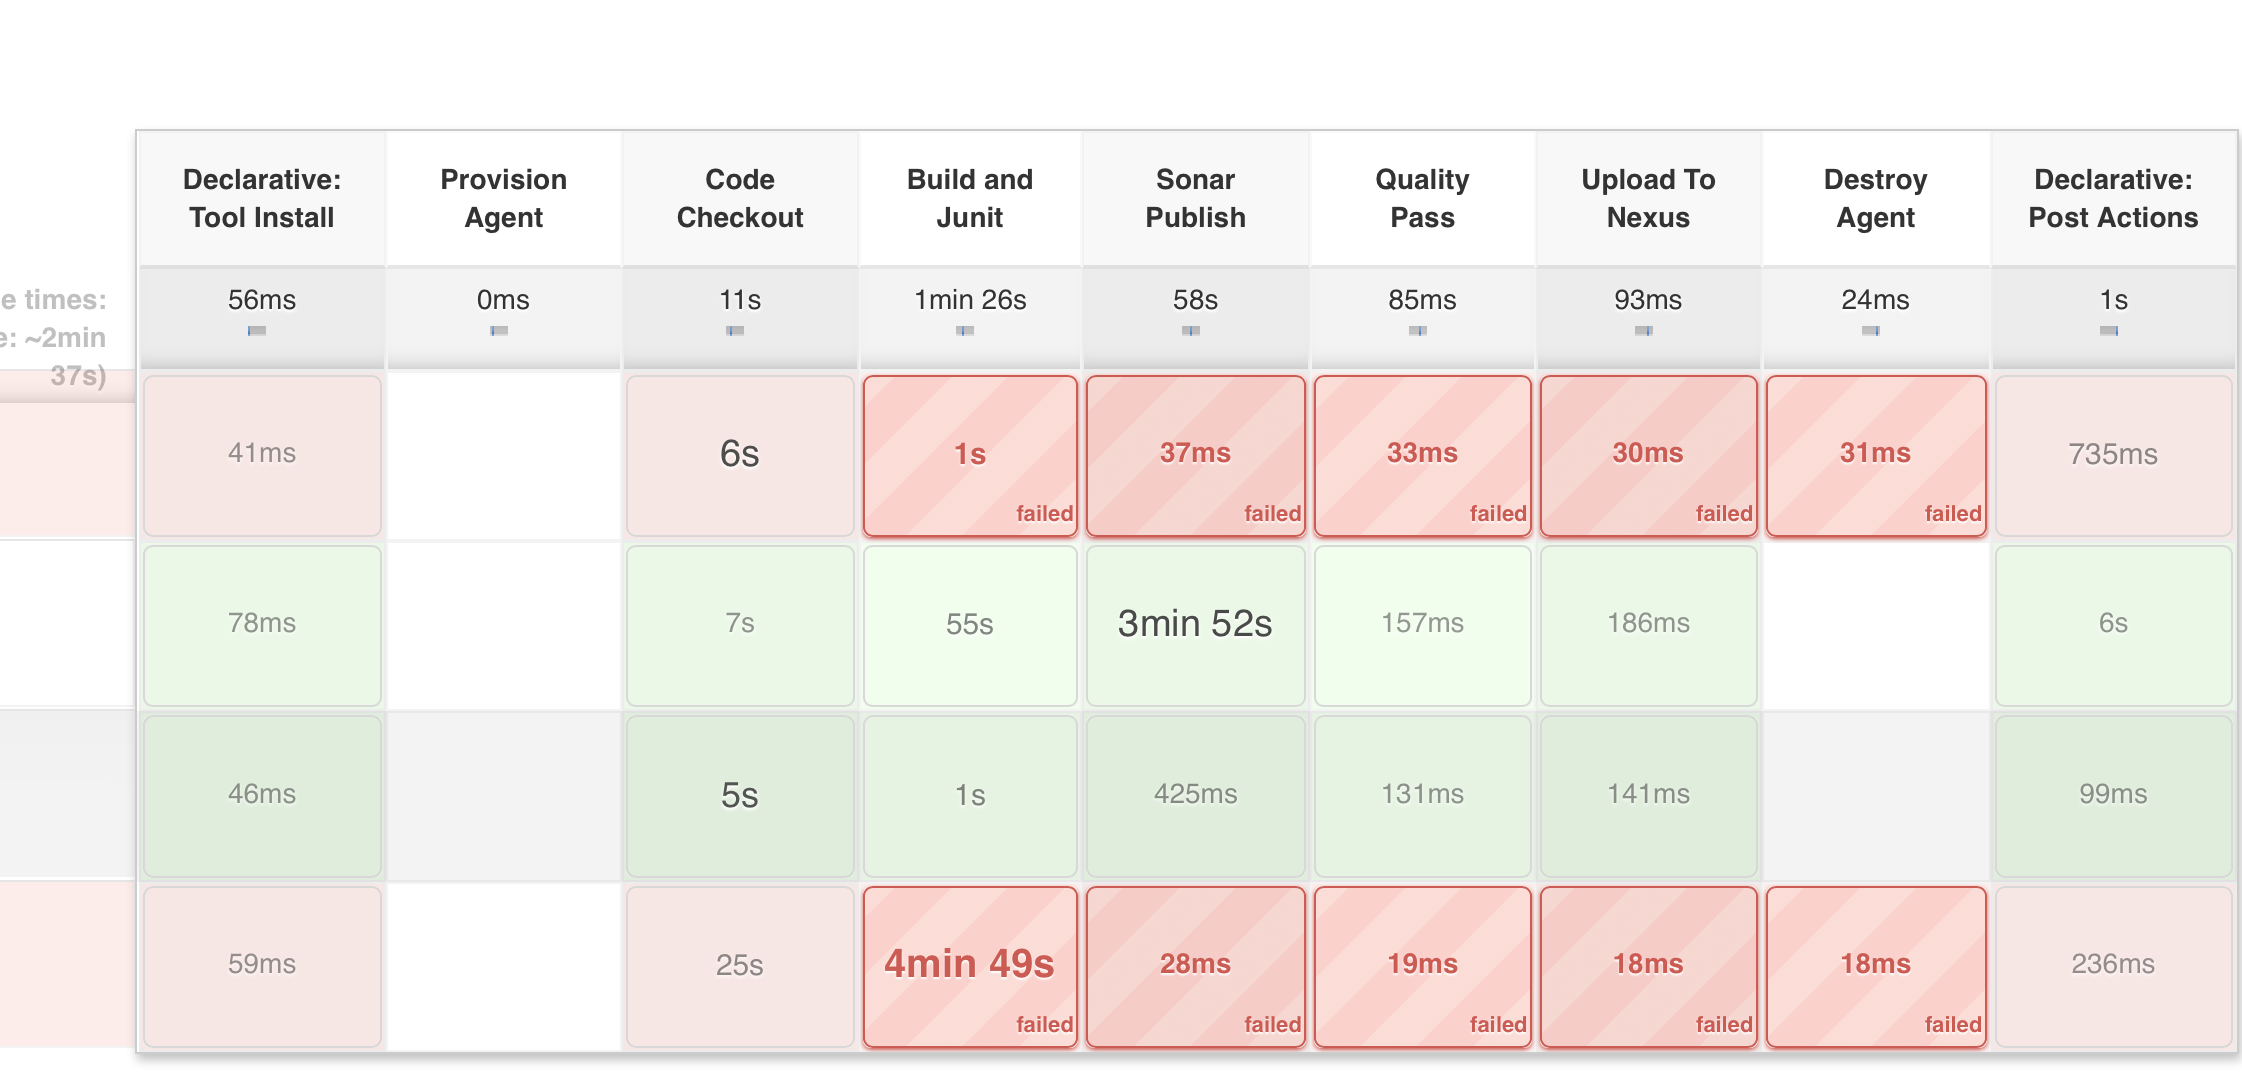 Declarative:
Tool Install
Provision
Agent
Code
Checkout
Build and
Junit
Sonar
Publish
Quality
Pass
Upload To
Nexus
Destroy
Agent
Declarative:
Post Actions
e times:
e: ~2min
37s)
56ms
0ms
11s
1min 26s
58s
85ms
93ms
24ms
1s
41ms
6s
1s
failed
37ms
failed
33ms
failed
30ms
failed
31ms
failed
735ms
78ms
7s
55s
3min 52s
157ms
186ms
6s
46ms
5s
1s
425ms
131ms
141ms
99ms
59ms
25s
4min 49s
failed
28ms
failed
19ms
failed
18ms
failed
18ms
failed
236ms